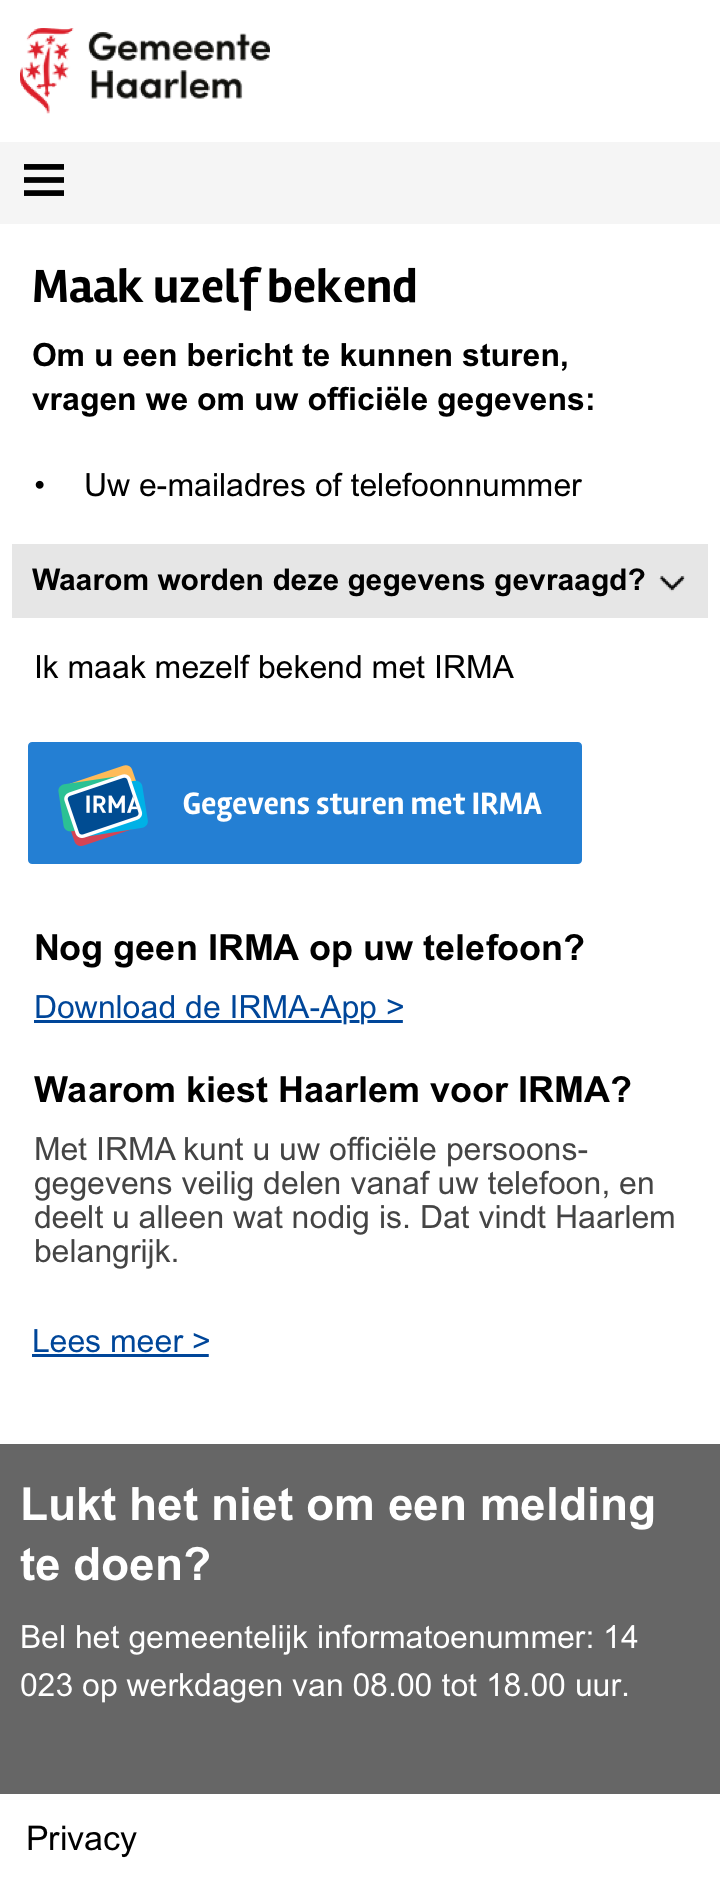 Gemeente
Haarlem
Maak uzelf bekend
Om u een bericht te kunnen sturen,
vragen we om uw officiële gegevens:
• Uw e-mailadres of telefoonnummer
Waarom worden deze gegevens gevraagd?
Ik maak mezelf bekend met IRMA
IRMA Gegevens sturen met IRMA
Nog geen IRMA op uw telefoon?
Download de IRMA-App >
Waarom kiest Haarlem voor IRMA?
Met IRMA kunt u uw officiële persoons-
gegevens veilig delen vanaf uw telefoon, en
deelt u alleen wat nodig is. Dat vindt Haarlem
belangrijk.
Lees meer >
Lukt het niet om een melding
te doen?
Bel het gemeentelijk informatoenummer: 14
023 op werkdagen van 08.00 tot 18.00 uur.
Privacy